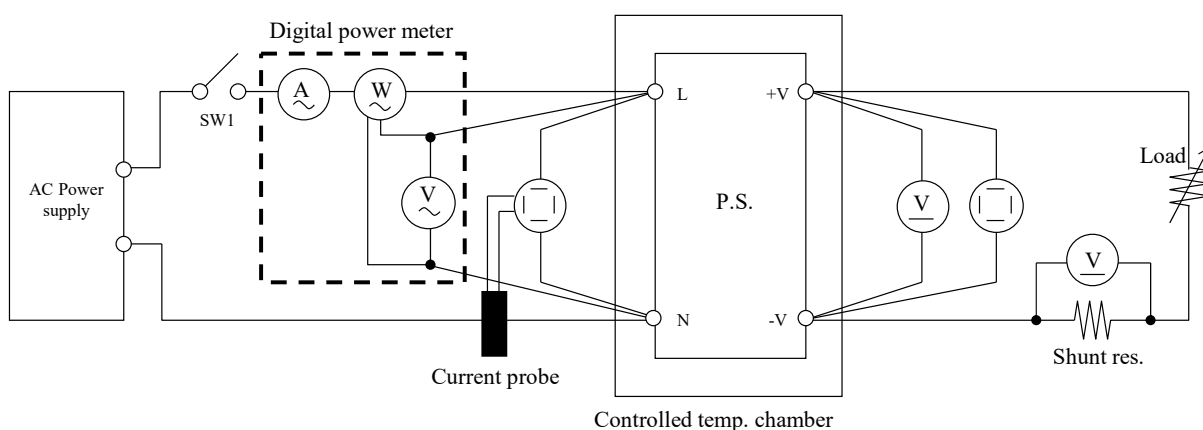 Digital power meter
A
W
SW1
L
+V
Load
AC Power
supply
V
P.S.
V
V
N
-V
Shunt res.
Current probe
Controlled temp. chamber